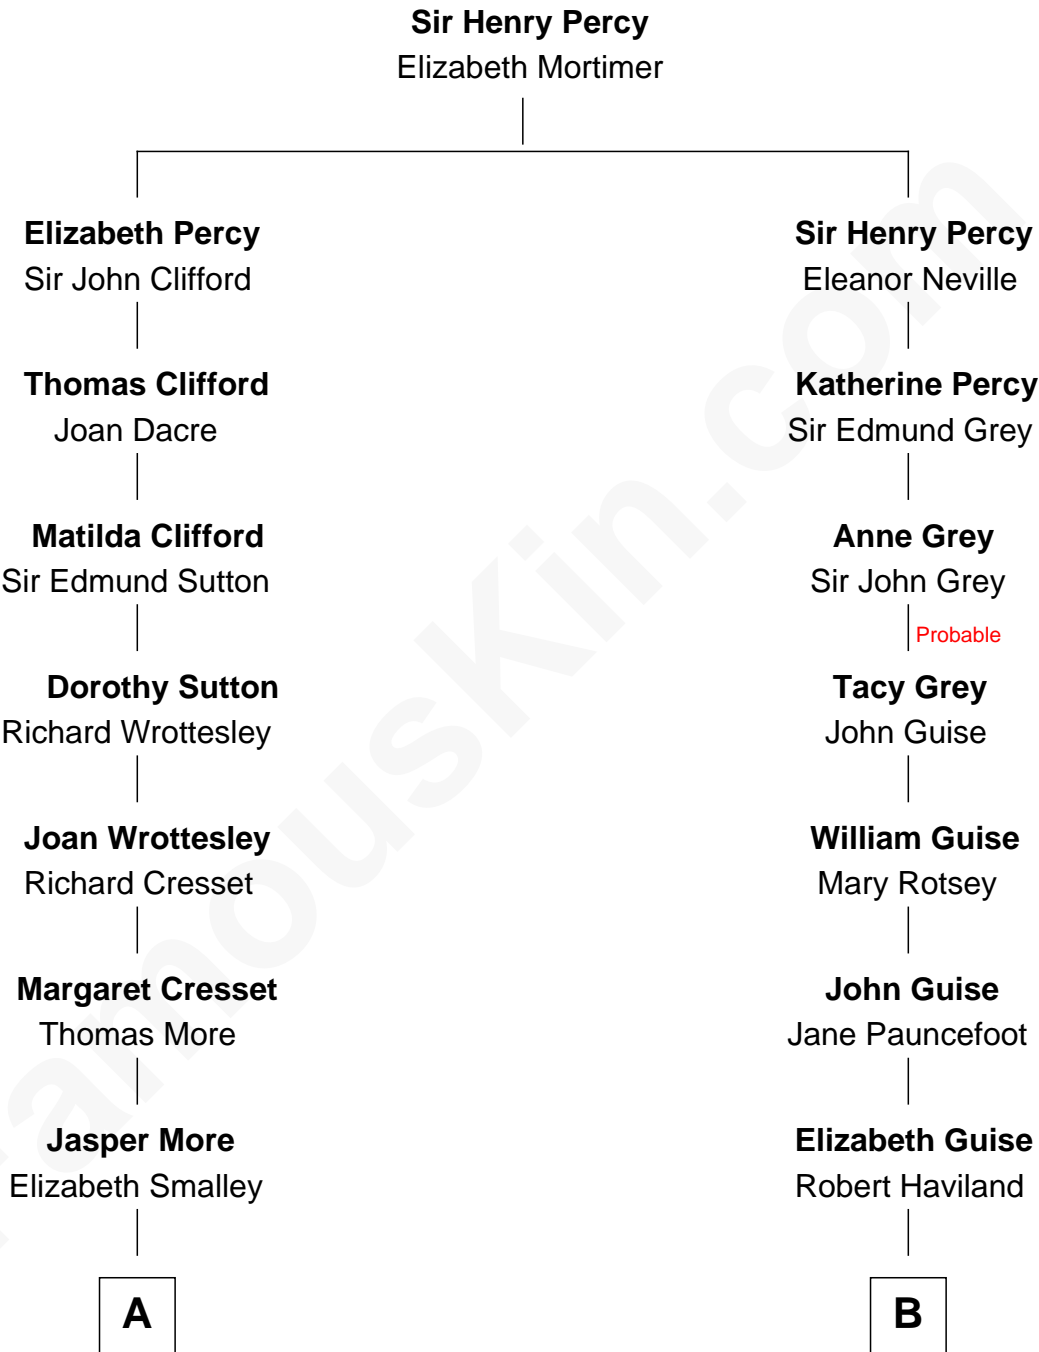 Sir Henry Percy
Elizabeth Mortimer
Elizabeth Percy
Sir John Clifford
Thomas Clifford
Joan Dacre
Matilda Clifford
Sir Edmund Sutton
Dorothy Sutton
Richard Wrottesley
Joan Wrottesley
Richard Cresset
Margaret Cresset
Thomas More
Jasper More
Elizabeth Smalley
A
Sir Henry Percy
Eleanor Neville
Katherine Percy
Sir Edmund Grey
Anne Grey
Sir John Grey
Probable
Tacy Grey
John Guise
William Guise
Mary Rotsey
John Guise
Jane Pauncefoot
Elizabeth Guise
Robert Haviland
B
FamousKin.com